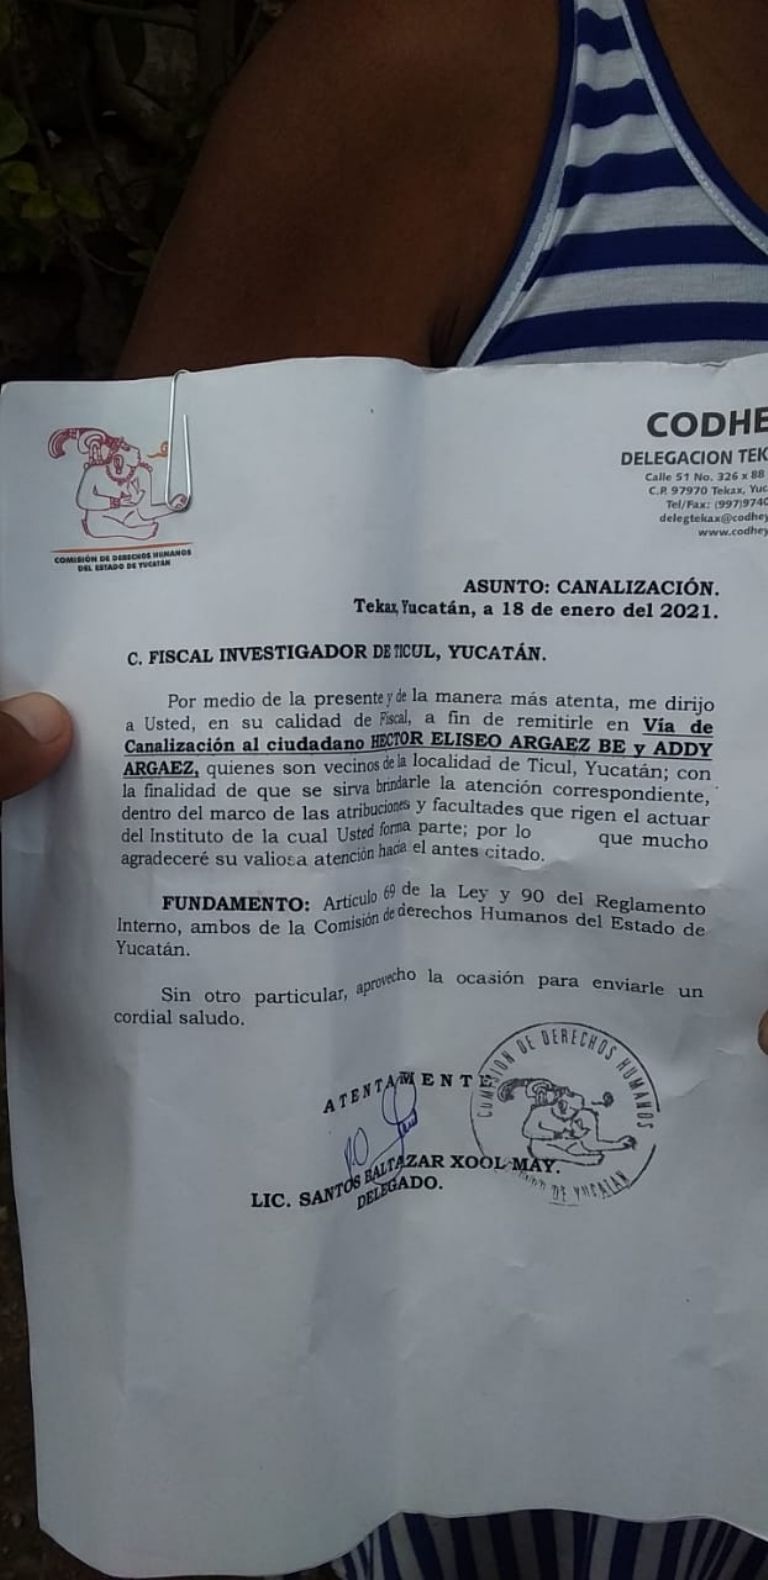 CODHE
DELEGACION TEK
Calle 51 No. 326 x 88
C.P. 97970 Tekax, Yuc
Tel/Fax: (997)9740
delegtekax@codhey
www.codhey
COMISIÓN DE DERECHOS HUMANOS
DEL ESTADO DE YUCATÁN
ASUNTO: CANALIZACIÓN.
Tekax, Yucatán, a 18 de enero del 2021.
C. FISCAL INVESTIGADOR DE TICUL, YUCATÁN.
Por medio de la presente y de la manera más atenta, me dirijo
a Usted, en su calidad de Fiscal, a fin de remitirle en Vía de
Canalización al ciudadano HECTOR ELISEO ARGAEZ BE y ADDY
ARGAEZ, quienes son vecinos de la localidad de Ticul, Yucatán; con
la finalidad de que se sirva brindarle la atención correspondiente,
dentro del marco de las atribuciones y facultades que rigen el actuar
del Instituto de la cual Usted forma parte; por lo que mucho
agradeceré su valiosa atención hacia el antes citado.
FUNDAMENTO: Articulo 69 de la Ley y 90 del Reglamento
Interno, ambos de la Comisión de derechos Humanos del Estado de
Yucatán.
Sin otro particular, aprovecho la ocasión para enviarle un
cordial saludo.
ATENTAMENTE
COMISION DE DERECHOS HUMANOS
DE YUCATAN
P.O
LIC. SANTOS BALTAZAR XOOL MAY.
DELEGADO.